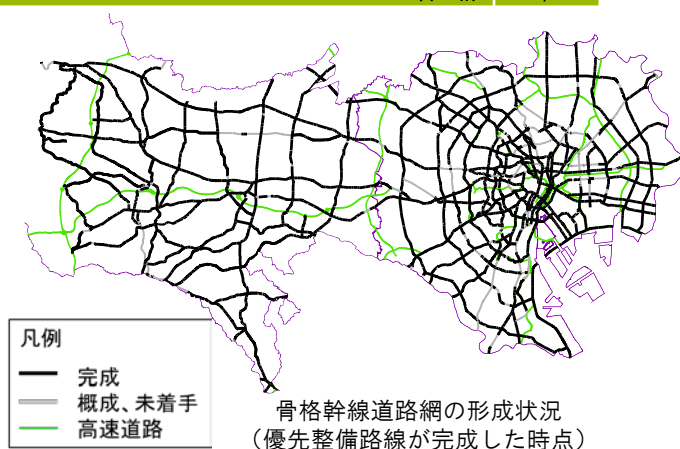 凡例
完成
概成、未着手
高速道路
骨格幹線道路網の形成状況
（優先整備路線が完成した時点）